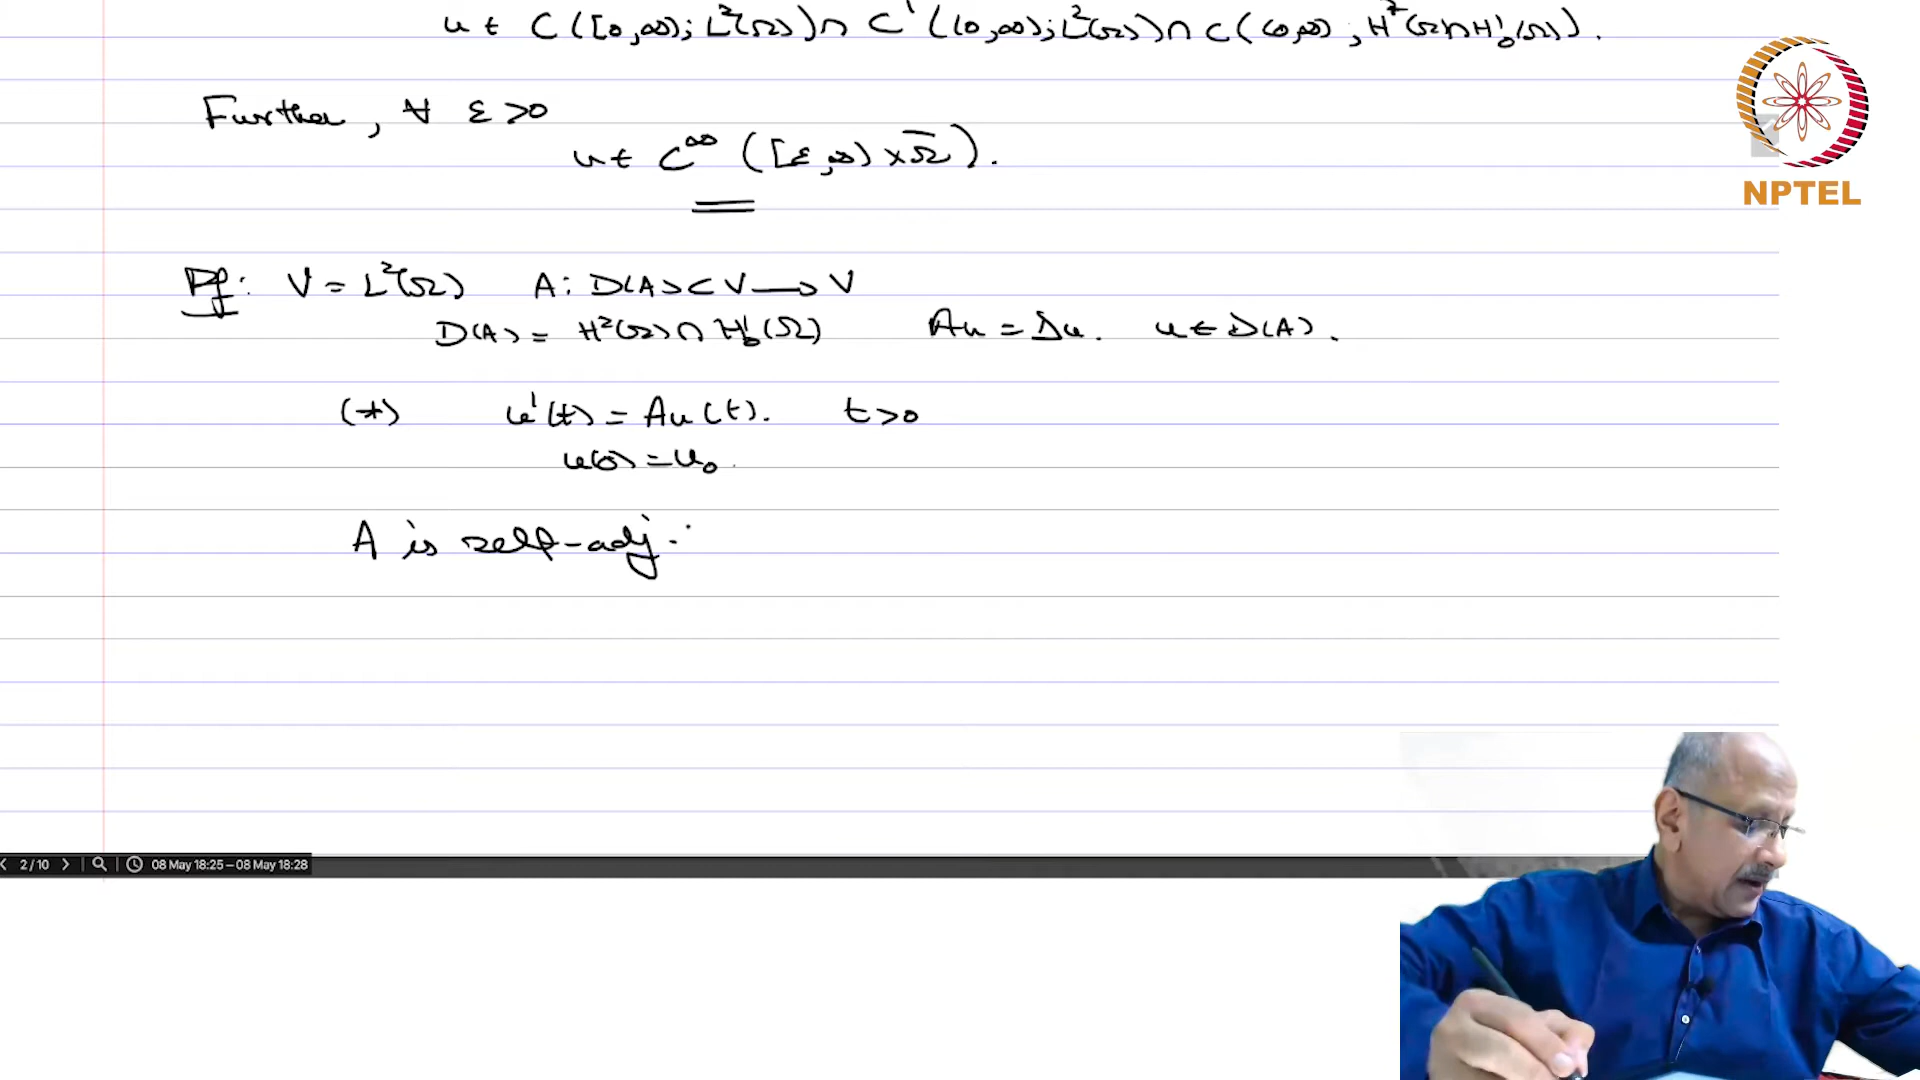 u ∈ C([0,∞); L²(Ω)) ∩ C¹((0,∞); L²(Ω)) ∩ C((0,∞); H²(Ω) ∩ H¹₀(Ω)).
Further, ∀ ε>0
u ∈ C^∞([ε,∞) × Ω̅).
NPTEL
Pf: V = L²(Ω) A: D(A) ⊂ V → V
D(A) = H²(Ω) ∩ H¹₀(Ω) Au = Δu. u ∈ D(A).
(*) u'(t) = Au(t). t>0
u(0) = u₀.
A is self-adj.
2/10 08 May 18:25 – 08 May 18:28